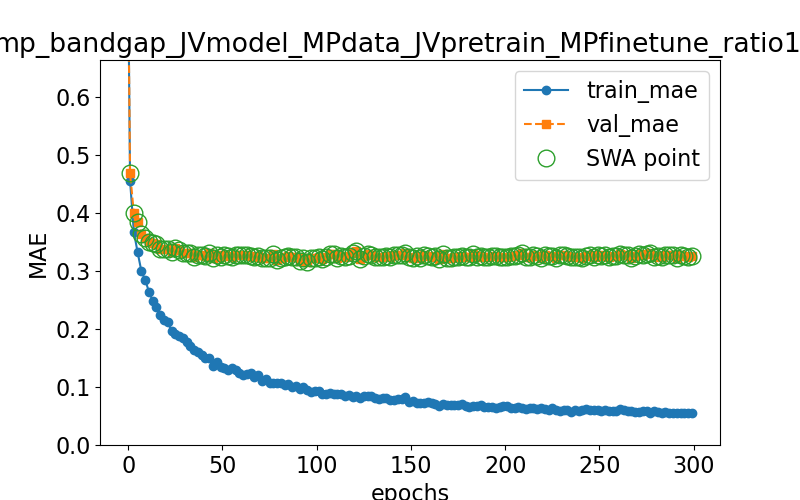 mp_bandgap_JVmodel_MPdata_JVpretrain_MPfinetune_ratio1
train_mae
val_mae
SWA point
MAE
0.6
0.5
0.4
0.3
0.2
0.1
0.0
0 50 100 150 200 250 300
epochs